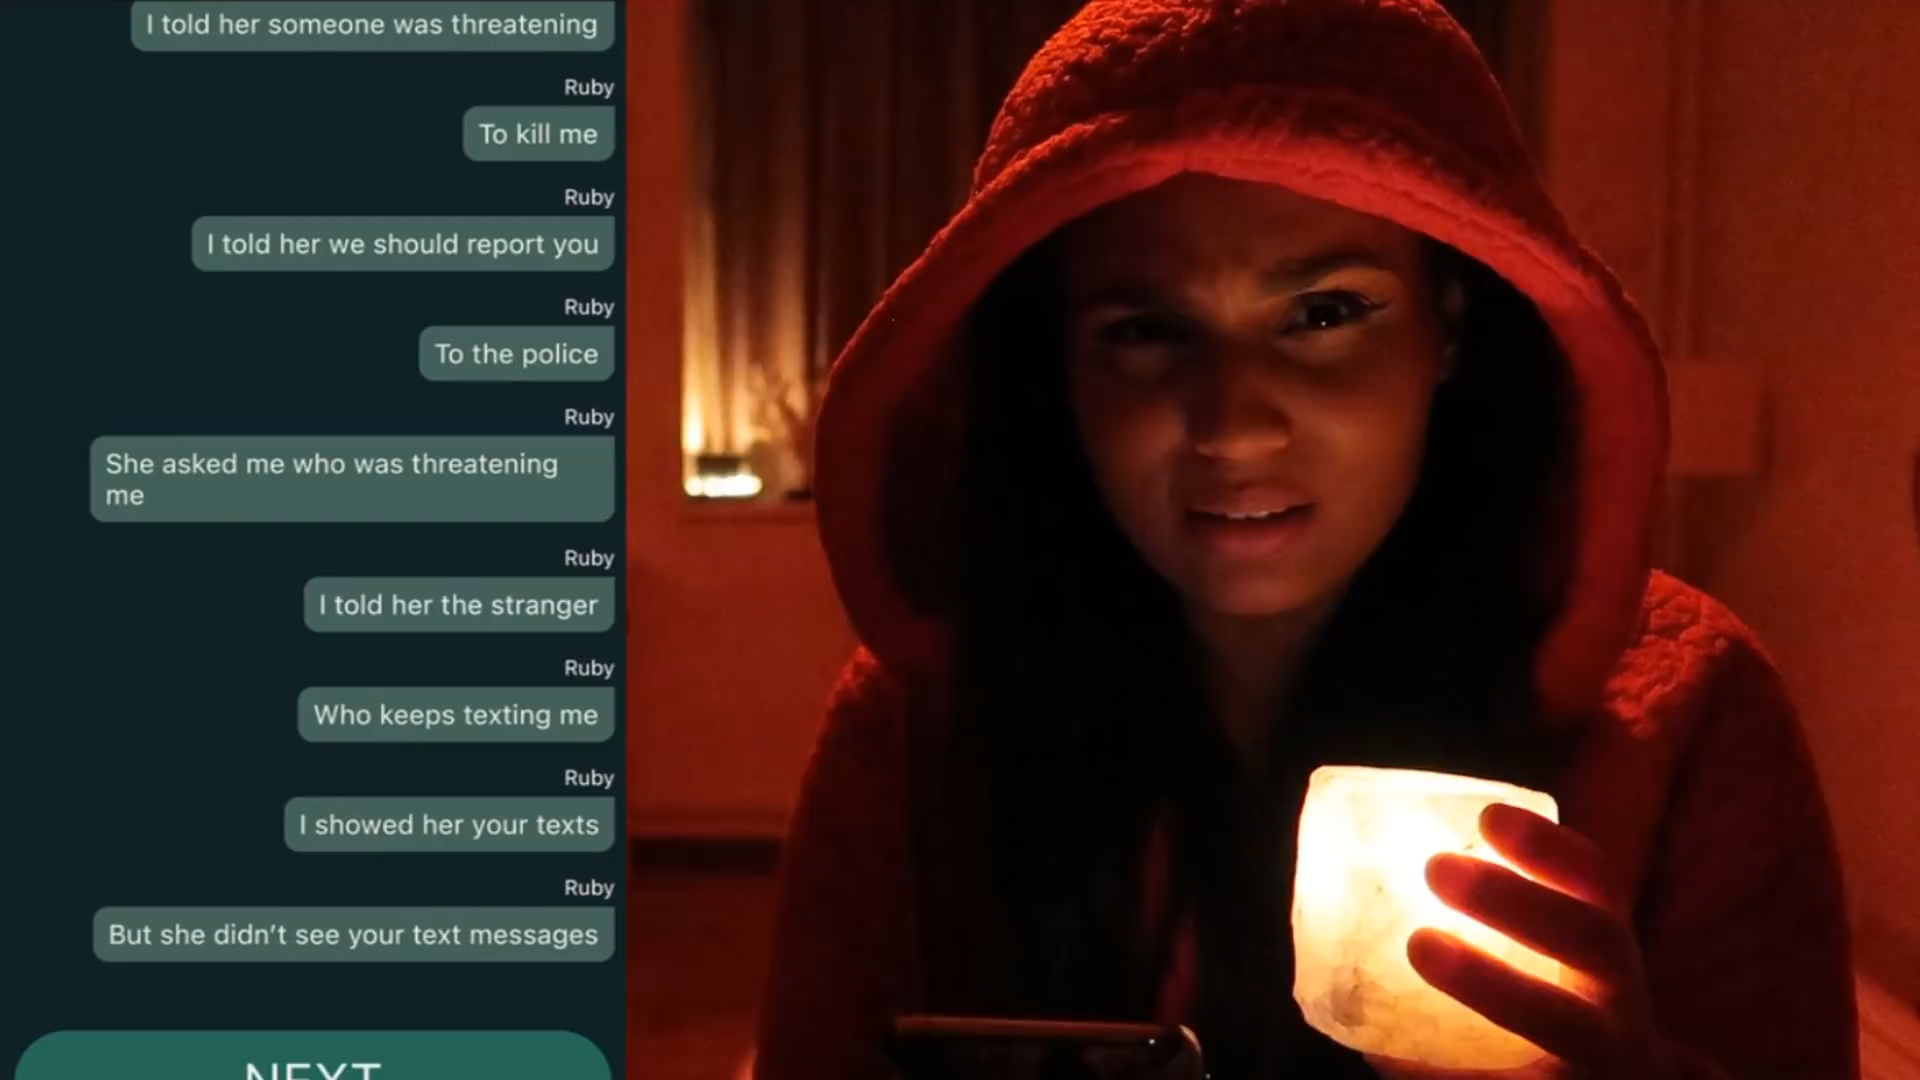 I told her someone was threatening
Ruby
To kill me
Ruby
I told her we should report you
Ruby
To the police
Ruby
She asked me who was threatening
me
Ruby
I told her the stranger
Ruby
Who keeps texting me
Ruby
I showed her your texts
Ruby
But she didn't see your text messages
NEXT